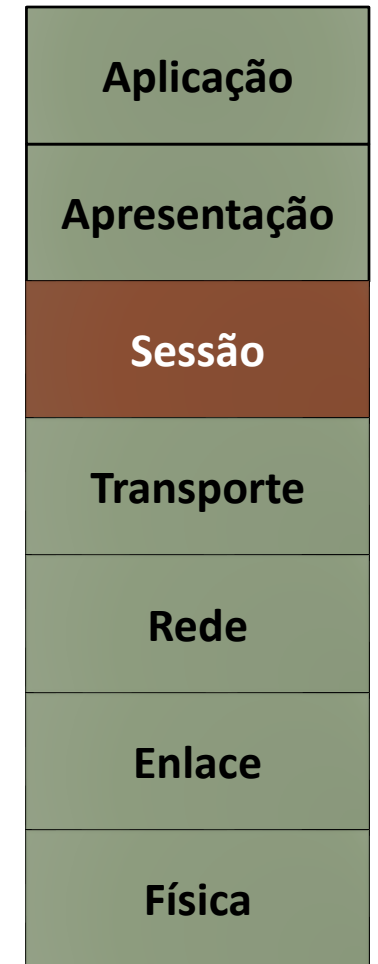 Aplicação
Apresentação
Sessão
Transporte
Rede
Enlace
Física